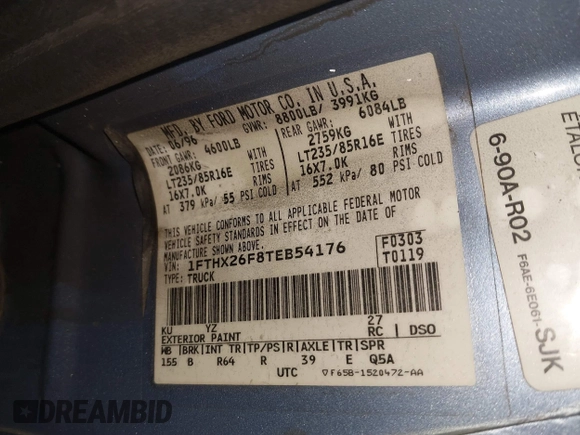 MFD. BY FORD MOTOR CO. IN U.S.A.
DATE: 06/96
GVWR: 8800LB/ 3991KG
FRONT GAWR: 4600LB
2086KG WITH
LT235/85R16E TIRES
16X7.0K RIMS
AT 379 kPa/ 55 PSI COLD
REAR GAWR: 6084LB
2759KG WITH
LT235/85R16E TIRES
16X7.0K RIMS
AT 552 kPa/ 80 PSI COLD
THIS VEHICLE CONFORMS TO ALL APPLICABLE FEDERAL MOTOR
VEHICLE SAFETY STANDARDS IN EFFECT ON THE DATE OF
MANUFACTURE SHOWN ABOVE.
VIN: 1FTHX26F8TEB54176
TYPE: TRUCK
F0303
T0119
KU YZ 27
EXTERIOR PAINT RC DSO
WB BRK INT TR TP/PS R AXLE TR SPR
155 B R64 R 39 E Q5A
UTC
▽F65B-1520472-AA
6-90A-R02
F6AE-6E061-SJK
DREAMBID